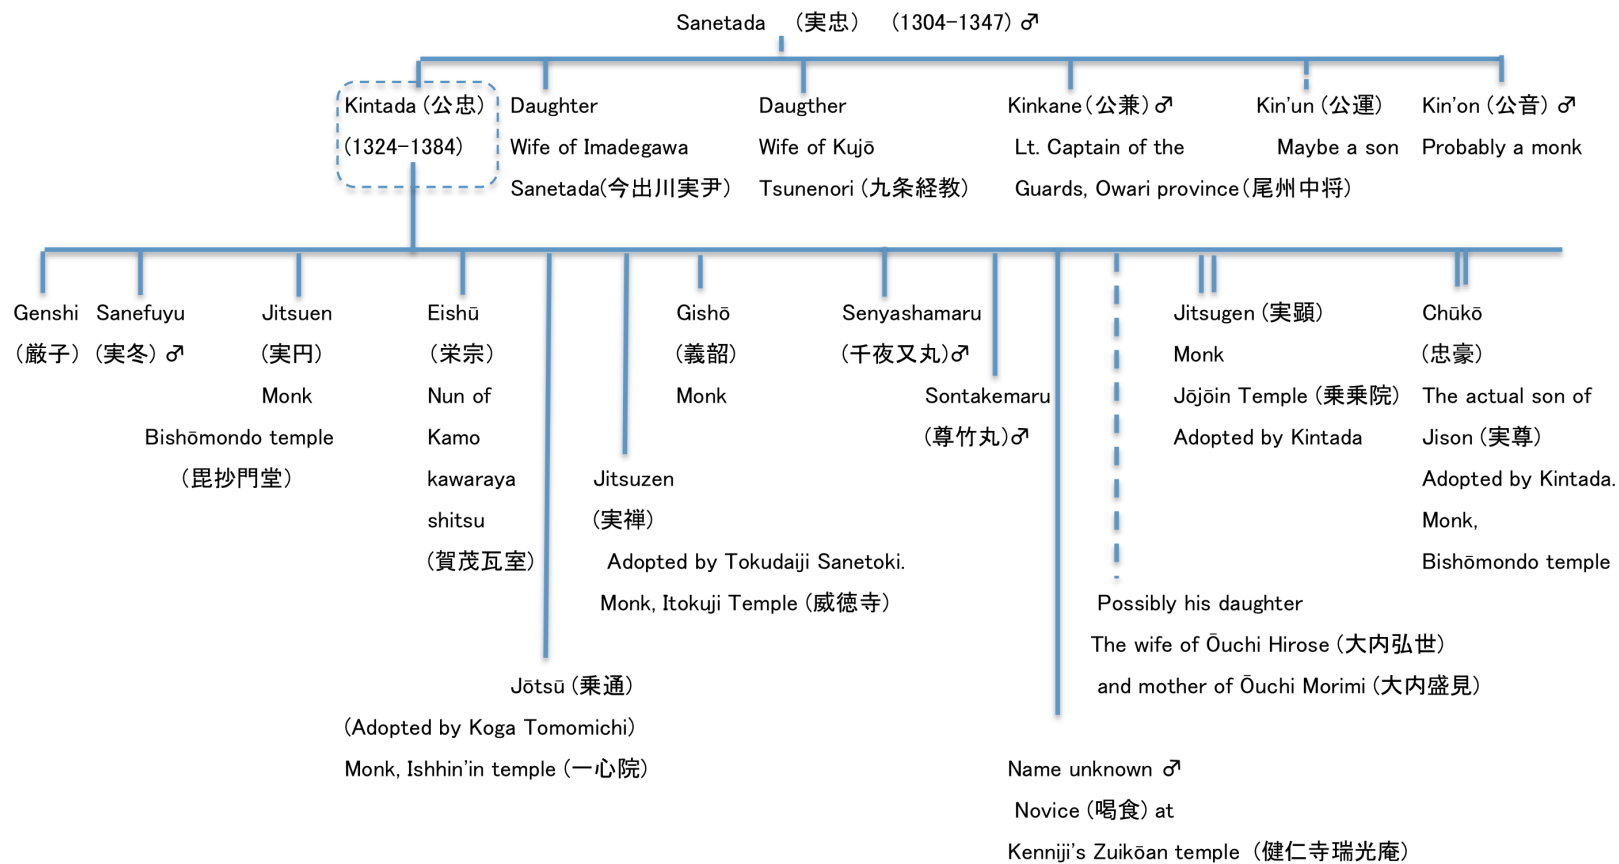 Sanetada （実忠） （1304-1347）♂
Kintada（公忠）
（1324-1384）
Daughter
Wife of Imadegawa
Sanetada(今出川実尹）
Daugther
Wife of Kujō
Tsunenori（九条経教）
Kinkane（公兼）♂
Lt. Captain of the
Guards, Owari province（尾州中将）
Kin'un（公運）
Maybe a son
Kin'on（公音）♂
Probably a monk
Genshi
（厳子）
Sanefuyu
（実冬）♂
Jitsuen
（実円）
Monk
Bishōmondo temple
（毘抄門堂）
Eishū
（栄宗）
Nun of
Kamo
kawaraya
shitsu
（賀茂瓦室）
Jōtsū（乗通）
(Adopted by Koga Tomomichi)
Monk, Ishhin'in temple（一心院）
Jitsuzen
（実禅）
Adopted by Tokudaiji Sanetoki.
Monk, Itokuji Temple（威徳寺）
Gishō
（義韶）
Monk
Senyashamaru
（千夜叉丸）♂
Sontakemaru
（尊竹丸）♂
Name unknown ♂
Novice（喝食）at
Kenniji's Zuikōan temple （健仁寺瑞光庵）
Possibly his daughter
The wife of Ōuchi Hirose（大内弘世）
and mother of Ōuchi Morimi（大内盛見）
Jitsugen（実顕）
Monk
Jōjōin Temple（乗乗院）
Adopted by Kintada
Chūkō
（忠豪）
The actual son of
Jison（実尊）
Adopted by Kintada.
Monk,
Bishōmondo temple